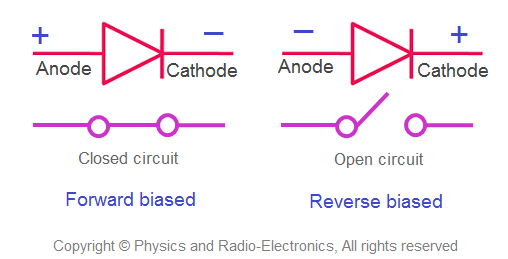 + − − +
Anode Cathode Anode Cathode
Closed circuit Open circuit
Forward biased Reverse biased
Copyright © Physics and Radio-Electronics, All rights reserved